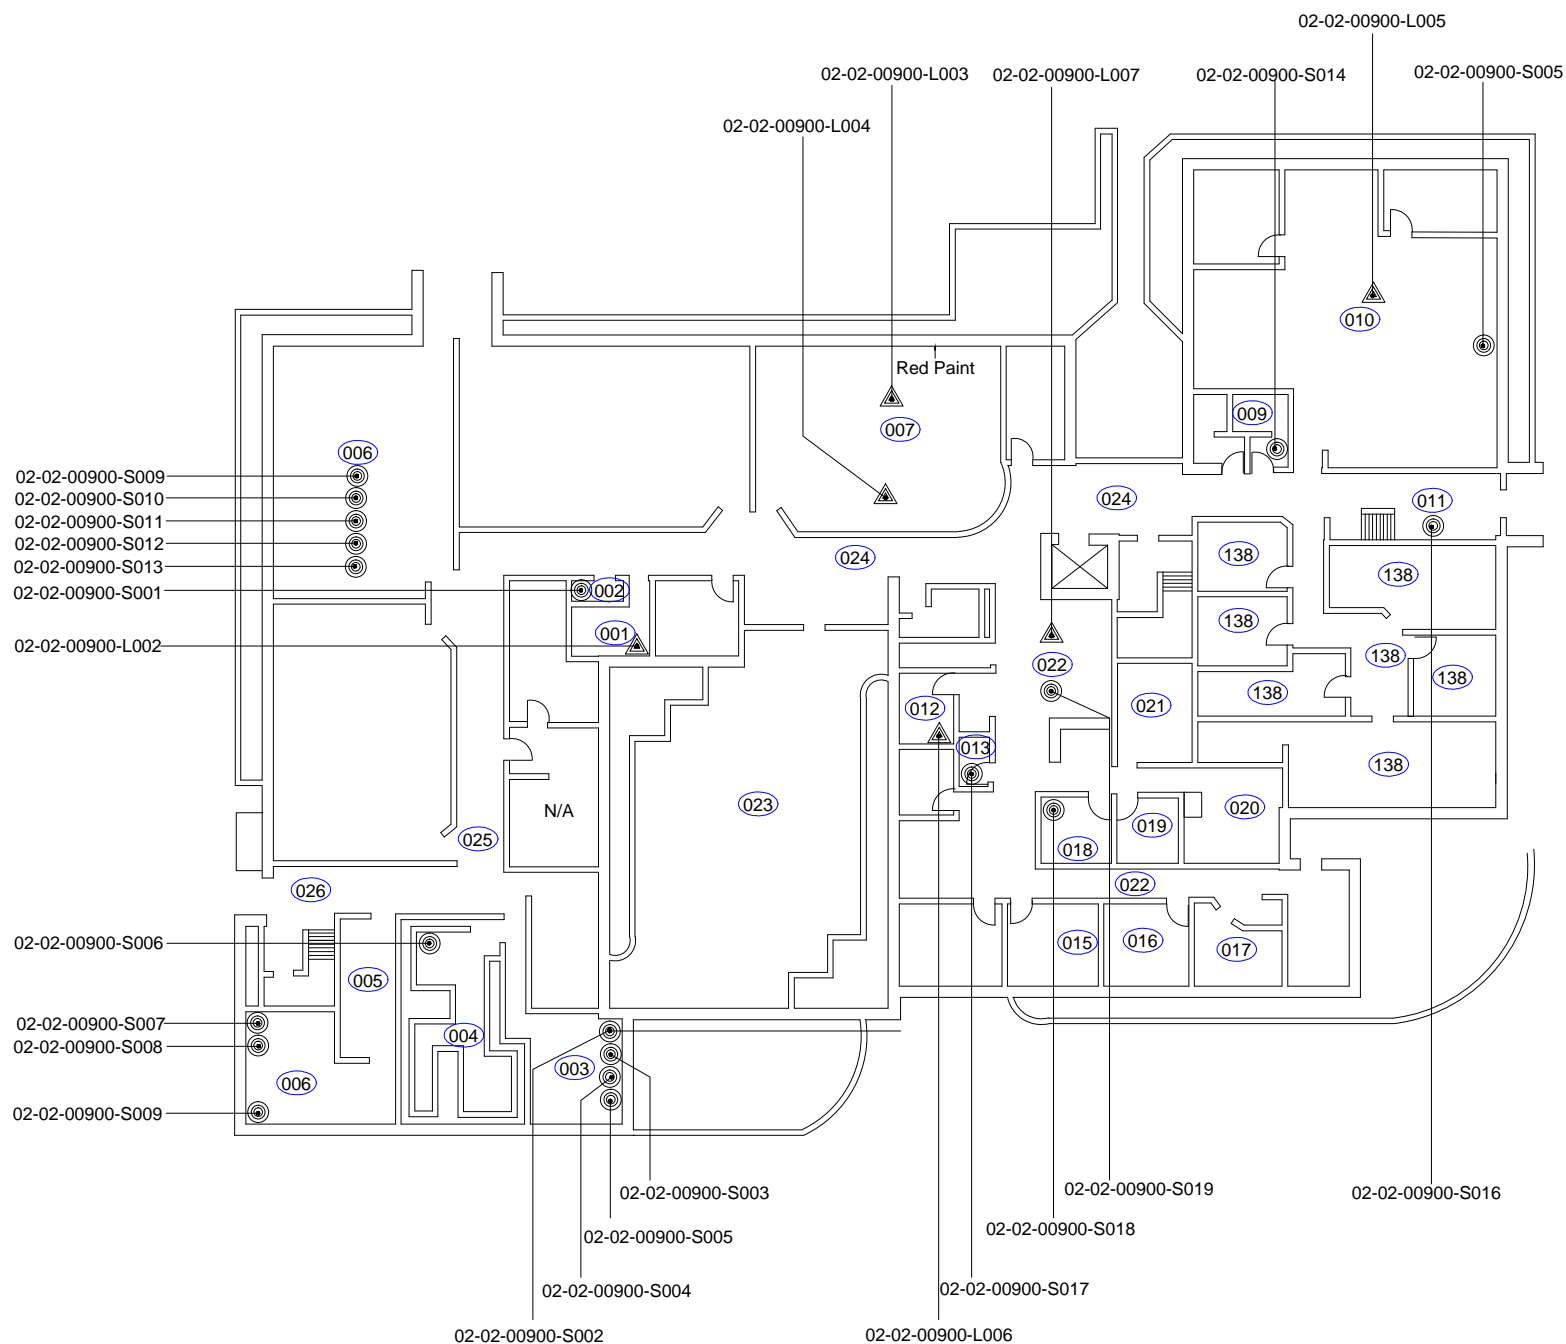 02-02-00900-L005
02-02-00900-L003
02-02-00900-L007
02-02-00900-S014
02-02-00900-S005
02-02-00900-L004
010
Red Paint
009
007
006
02-02-00900-S009
02-02-00900-S010
02-02-00900-S011
02-02-00900-S012
02-02-00900-S013
02-02-00900-S001
02-02-00900-L002
024
011
024
138
138
002
001
138
022
138
138
138
021
012
013
138
023
N/A
020
019
025
018
026
022
02-02-00900-S006
015
016
017
005
02-02-00900-S007
02-02-00900-S008
004
003
006
02-02-00900-S009
02-02-00900-S003
02-02-00900-S019
02-02-00900-S016
02-02-00900-S005
02-02-00900-S018
02-02-00900-S004
02-02-00900-S017
02-02-00900-S002
02-02-00900-L006